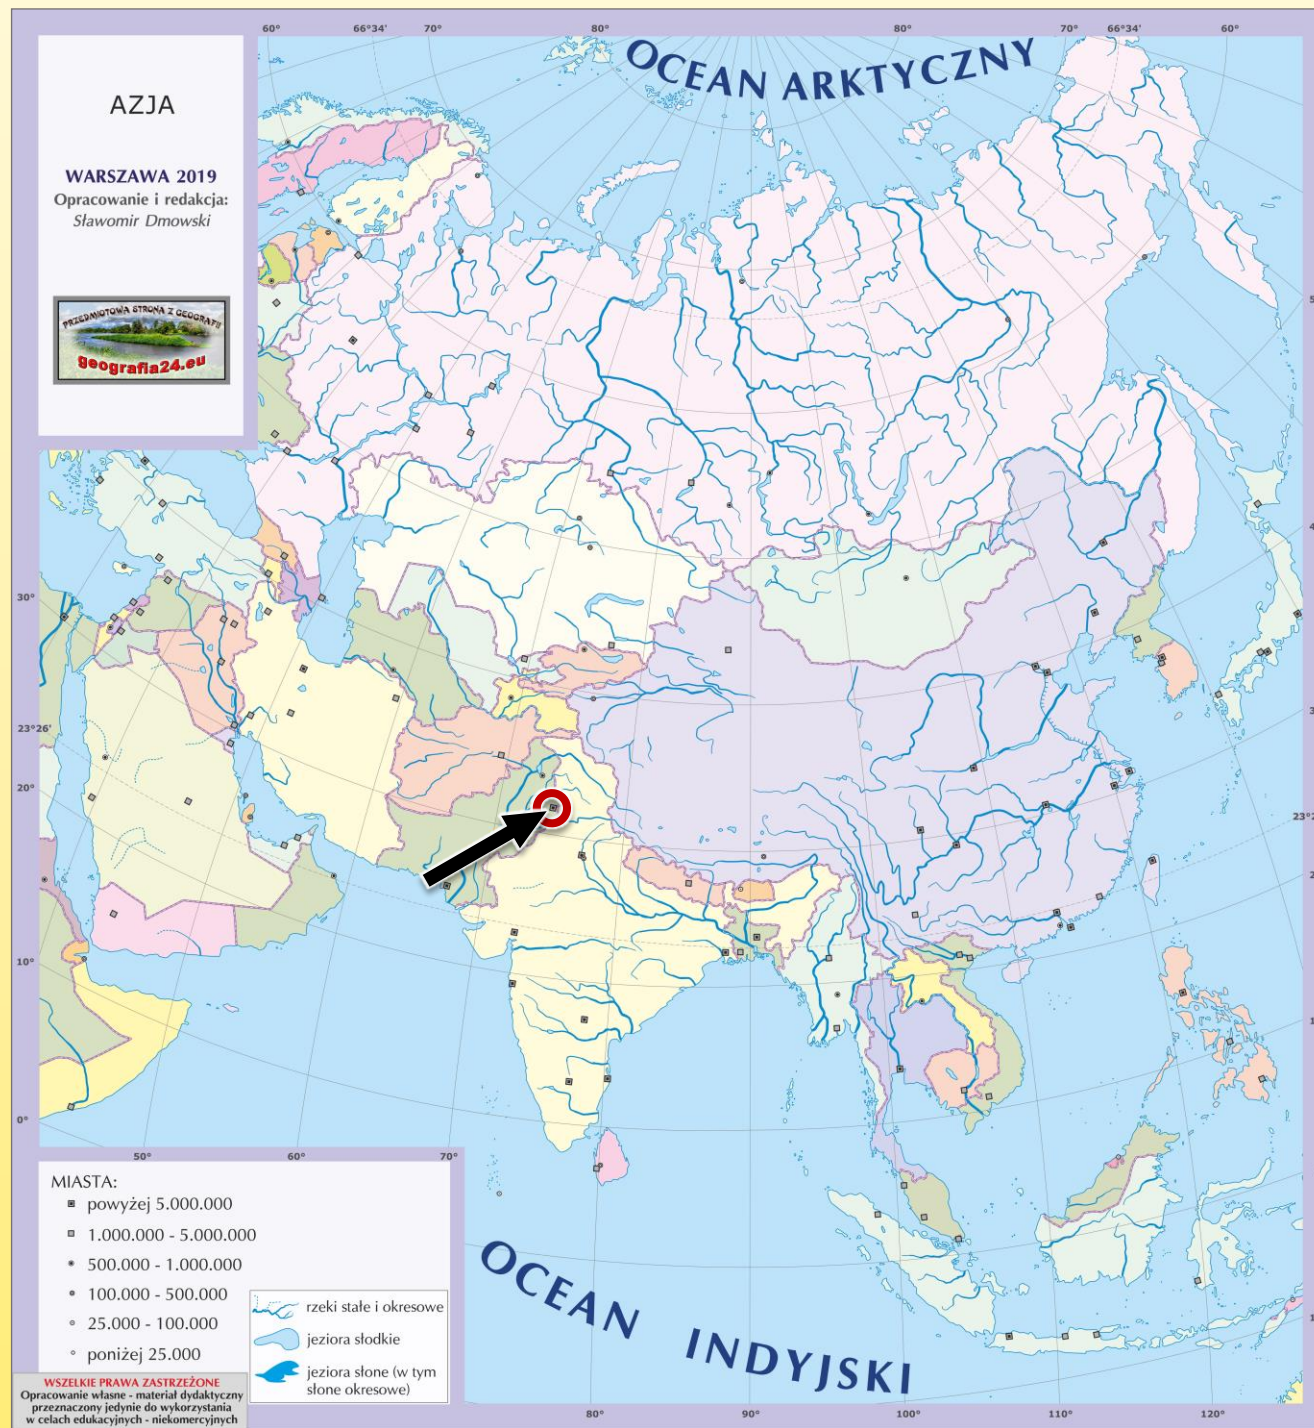 60°
66°34'
70°
80°
80°
70°
66°34'
60°
OCEAN ARKTYCZNY
AZJA
WARSZAWA 2019
Opracowanie i redakcja:
Sławomir Dmowski
PRZEDMIOTOWA STRONA Z GEOGRAFII
geografia24.eu
30°
23°26'
20°
10°
0°
50°
60°
70°
MIASTA:
powyżej 5.000.000
1.000.000 - 5.000.000
500.000 - 1.000.000
100.000 - 500.000
25.000 - 100.000
poniżej 25.000
rzeki stałe i okresowe
jeziora słodkie
jeziora słone (w tym
słone okresowe)
OCEAN INDYJSKI
WSZELKIE PRAWA ZASTRZEŻONE
Opracowanie własne - materiał dydaktyczny
przeznaczony jedynie do wykorzystania
w celach edukacyjnych - niekomercyjnych
80°
90°
100°
110°
120°